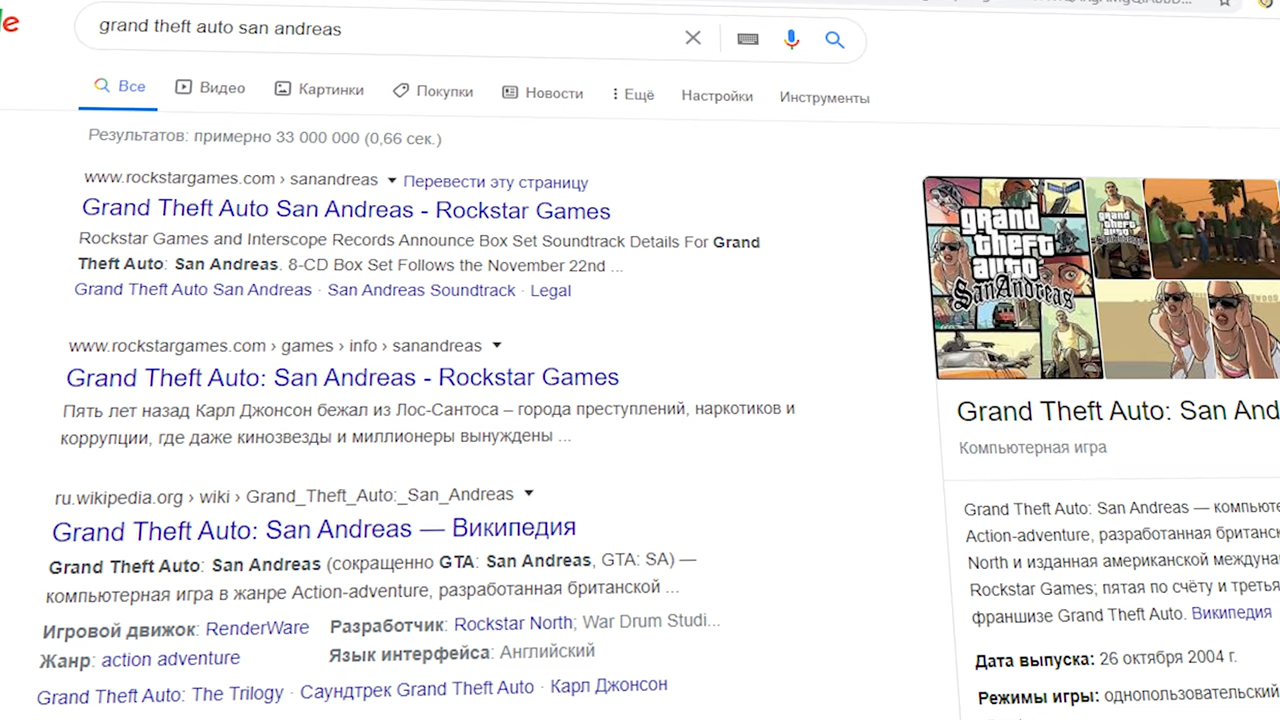 grand theft auto san andreas
Все Видео Картинки Покупки Новости Ещё Настройки Инструменты
Результатов: примерно 33 000 000 (0,66 сек.)
www.rockstargames.com › sanandreas Перевести эту страницу
Grand Theft Auto San Andreas - Rockstar Games
Rockstar Games and Interscope Records Announce Box Set Soundtrack Details For Grand
Theft Auto: San Andreas. 8-CD Box Set Follows the November 22nd ...
Grand Theft Auto San Andreas · San Andreas Soundtrack · Legal
www.rockstargames.com › games › info › sanandreas
Grand Theft Auto: San Andreas - Rockstar Games
Пять лет назад Карл Джонсон бежал из Лос-Сантоса – города преступлений, наркотиков и
коррупции, где даже кинозвезды и миллионеры вынуждены ...
ru.wikipedia.org › wiki › Grand_Theft_Auto:_San_Andreas
Grand Theft Auto: San Andreas — Википедия
Grand Theft Auto: San Andreas (сокращенно GTA: San Andreas, GTA: SA) —
компьютерная игра в жанре Action-adventure, разработанная британской ...
Игровой движок: RenderWare Разработчик: Rockstar North; War Drum Studi...
Жанр: action adventure Язык интерфейса: Английский
Grand Theft Auto: The Trilogy · Саундтрек Grand Theft Auto · Карл Джонсон
grand
theft
auto
San Andreas
grand
theft
auto
Grand Theft Auto: San And
Компьютерная игра
Grand Theft Auto: San Andreas — компьюте
Action-adventure, разработанная британск
North и изданная американской междуна
Rockstar Games; пятая по счёту и третья
франшизе Grand Theft Auto. Википедия
Дата выпуска: 26 октября 2004 г.
Режимы игры: однопользовательский